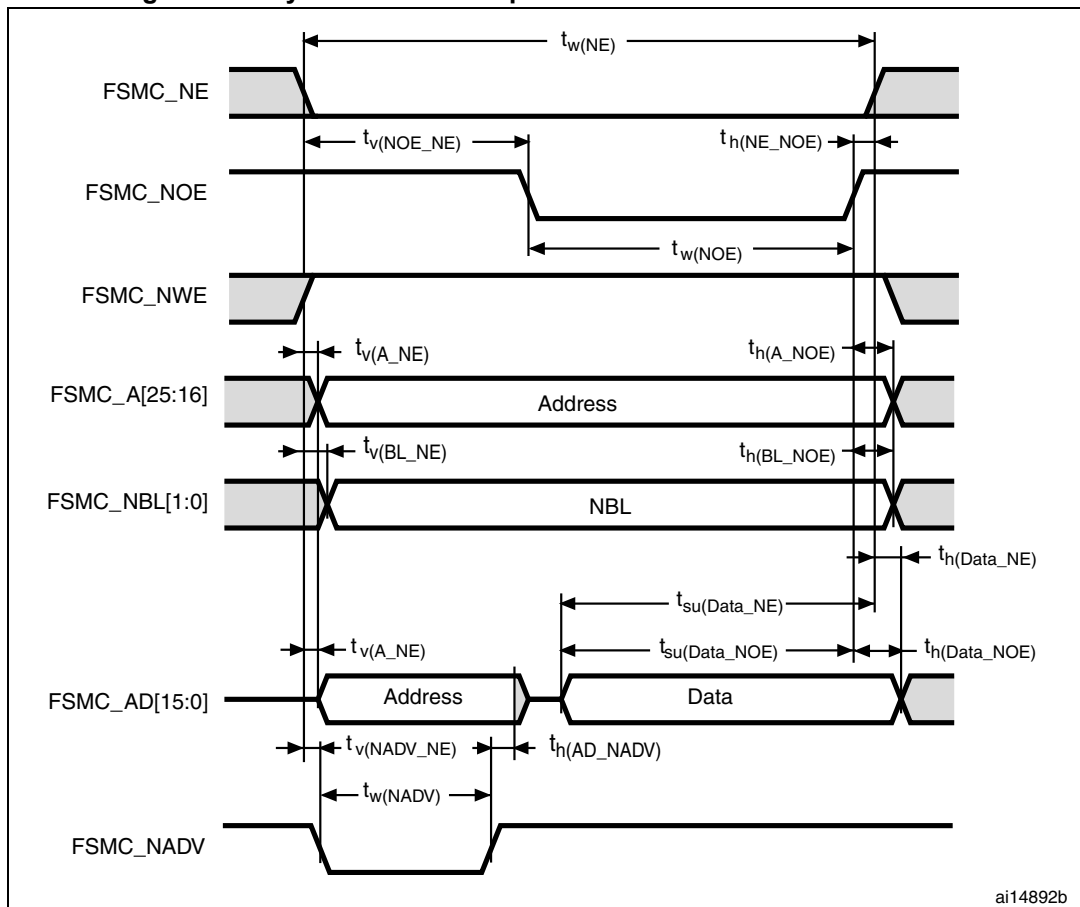 tw(NE)
FSMC_NE
tv(NOE_NE)
th(NE_NOE)
FSMC_NOE
tw(NOE)
FSMC_NWE
tv(A_NE)
th(A_NOE)
FSMC_A[25:16]
Address
tv(BL_NE)
th(BL_NOE)
FSMC_NBL[1:0]
NBL
th(Data_NE)
tsu(Data_NE)
tv(A_NE)
tsu(Data_NOE)
th(Data_NOE)
FSMC_AD[15:0]
Address
Data
tv(NADV_NE)
th(AD_NADV)
tw(NADV)
FSMC_NADV
ai14892b